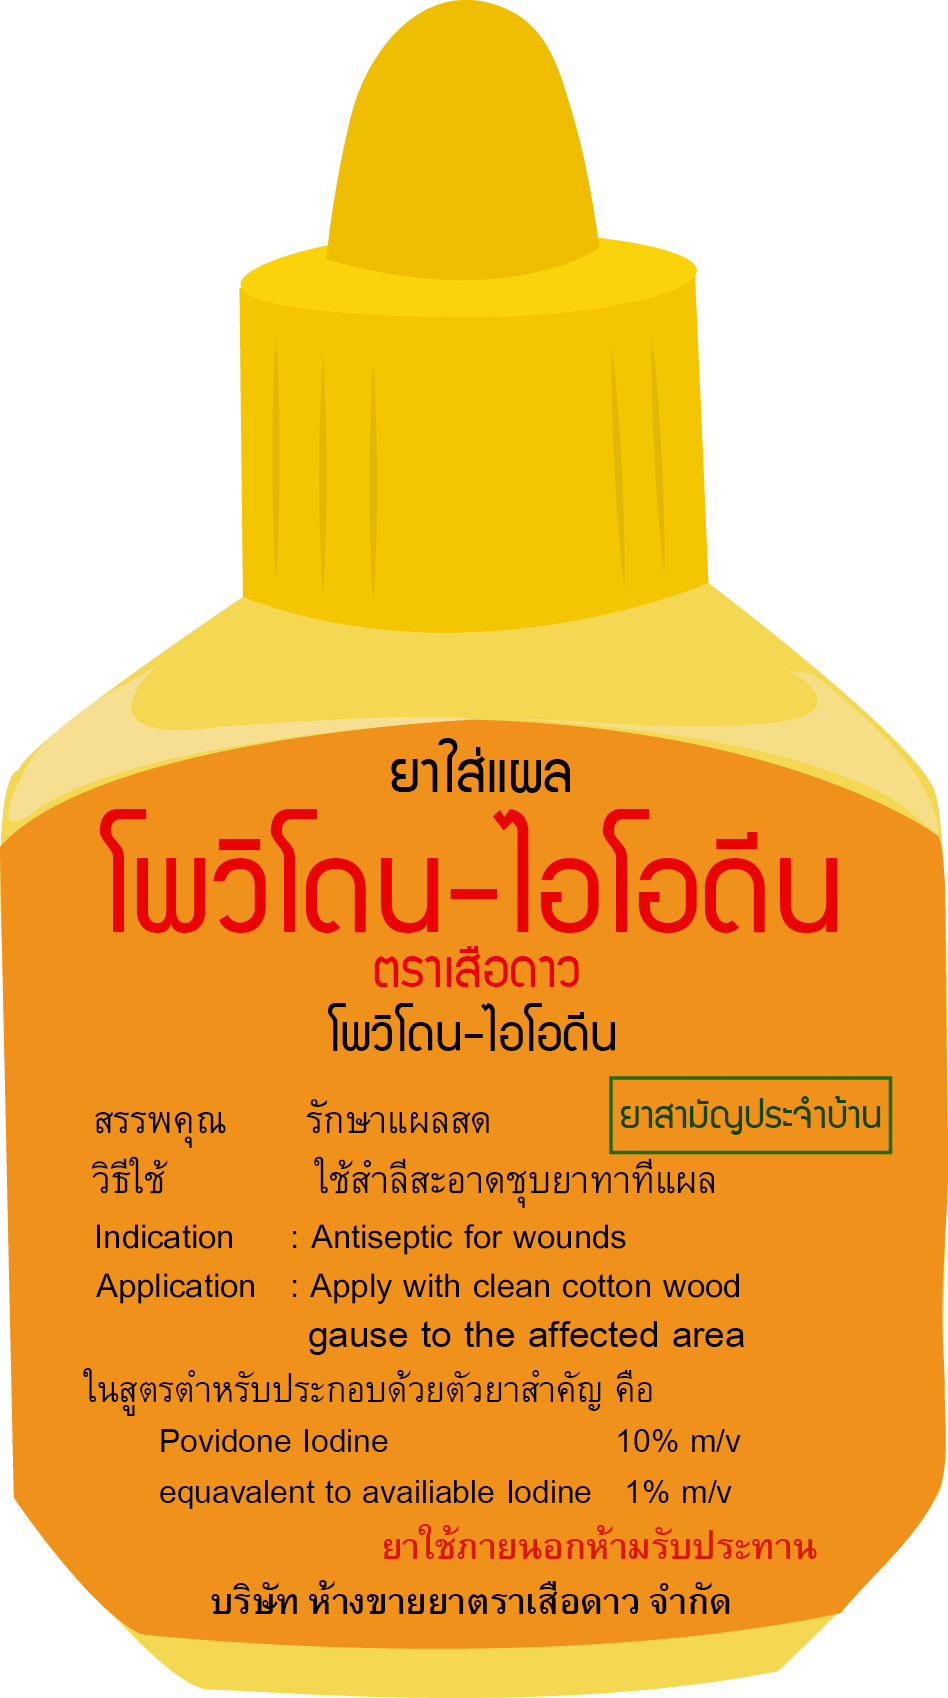 ยาใส่แผล
โพวิโดน-ไอโอดีน
ตราเสือดาว
โพวิโดน-ไอโอดีน
ยาสามัญประจำบ้าน
สรรพคุณ รักษาแผลสด
วิธีใช้ ใช้สำลีสะอาดชุบยาทาที่แผล
Indication : Antiseptic for wounds
Application : Apply with clean cotton wood
gause to the affected area
ในสูตรตำหรับประกอบด้วยตัวยาสำคัญ คือ
Povidone Iodine 10% m/v
equavalent to availiable Iodine 1% m/v
ยาใช้ภายนอกห้ามรับประทาน
บริษัท ห้างขายยาตราเสือดาว จำกัด